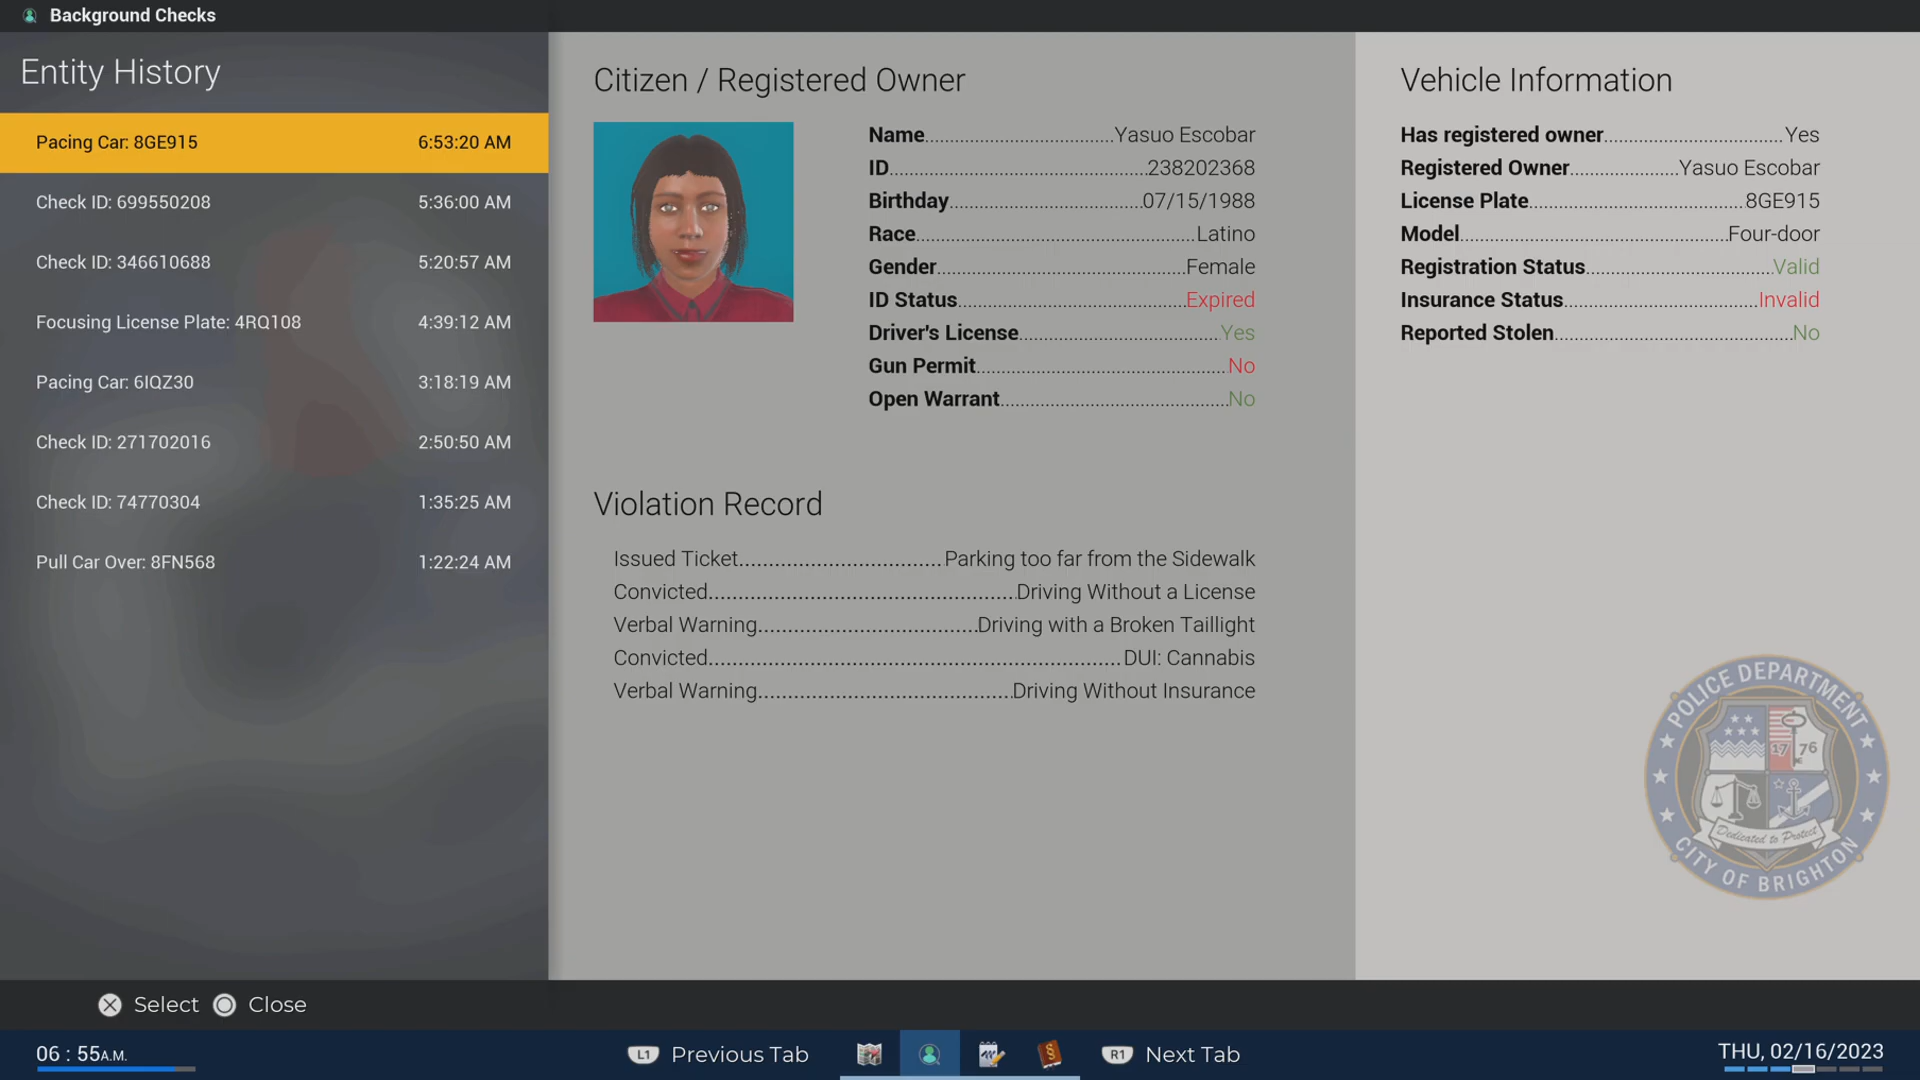 Background Checks
Entity History
Pacing Car: 8GE915 6:53:20 AM
Check ID: 699550208 5:36:00 AM
Check ID: 346610688 5:20:57 AM
Focusing License Plate: 4RQ108 4:39:12 AM
Pacing Car: 6IQZ30 3:18:19 AM
Check ID: 271702016 2:50:50 AM
Check ID: 74770304 1:35:25 AM
Pull Car Over: 8FN568 1:22:24 AM
Citizen / Registered Owner
Name Yasuo Escobar
ID 238202368
Birthday 07/15/1988
Race Latino
Gender Female
ID Status Expired
Driver's License Yes
Gun Permit No
Open Warrant No
Violation Record
Issued Ticket Parking too far from the Sidewalk
Convicted Driving Without a License
Verbal Warning Driving with a Broken Taillight
Convicted DUI: Cannabis
Verbal Warning Driving Without Insurance
Vehicle Information
Has registered owner Yes
Registered Owner Yasuo Escobar
License Plate 8GE915
Model Four-door
Registration Status Valid
Insurance Status Invalid
Reported Stolen No
POLICE DEPARTMENT
17 76
Dedicated to Protect
CITY OF BRIGHTON
Select Close
06 : 55 A.M.
L1 Previous Tab
R1 Next Tab
THU, 02/16/2023